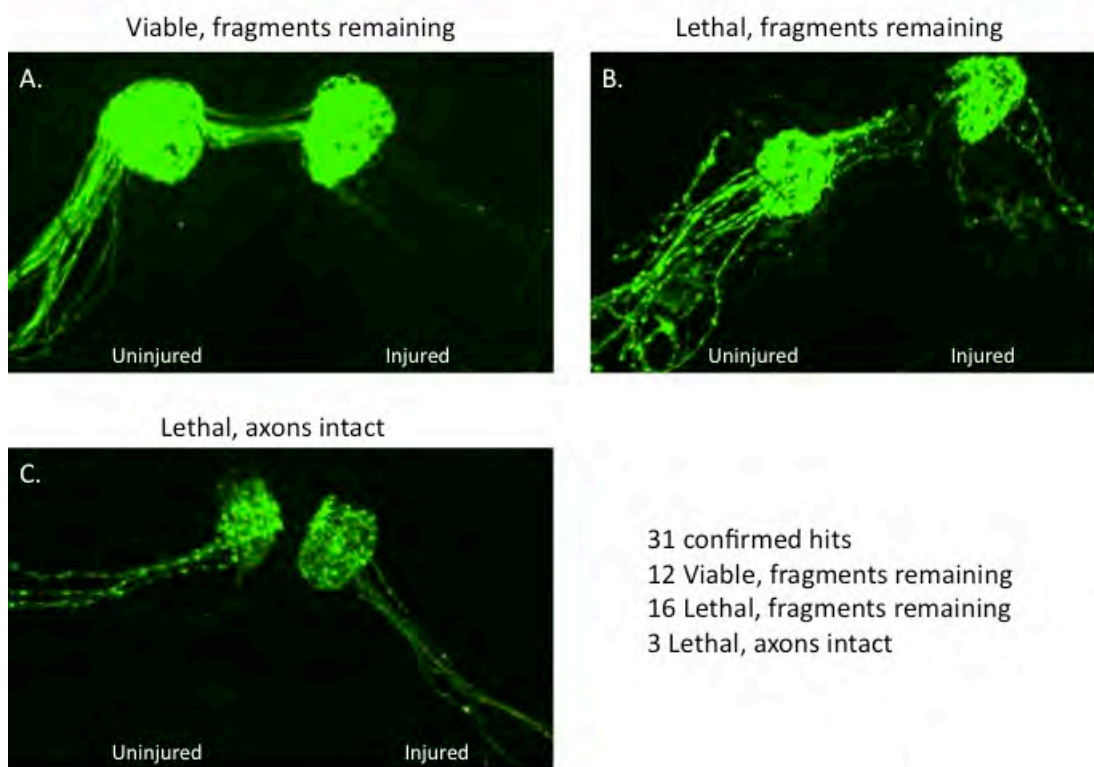 Viable, fragments remaining
Lethal, fragments remaining
A.
B.
Uninjured
Injured
Uninjured
Injured
Lethal, axons intact
C.
Uninjured
Injured
31 confirmed hits
12 Viable, fragments remaining
16 Lethal, fragments remaining
3 Lethal, axons intact